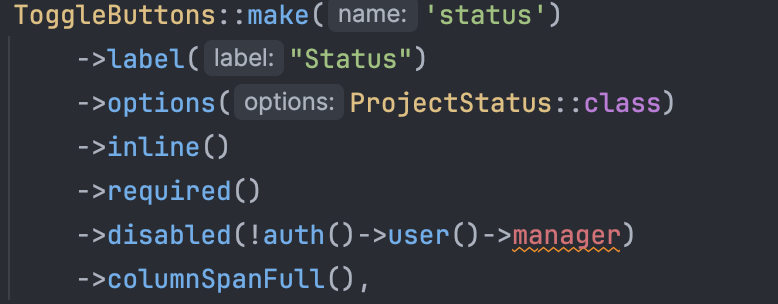 ToggleButtons::make( name: 'status')
->label( label: "Status")
->options( options: ProjectStatus::class)
->inline()
->required()
->disabled(!auth()->user()->manager)
->columnSpanFull(),